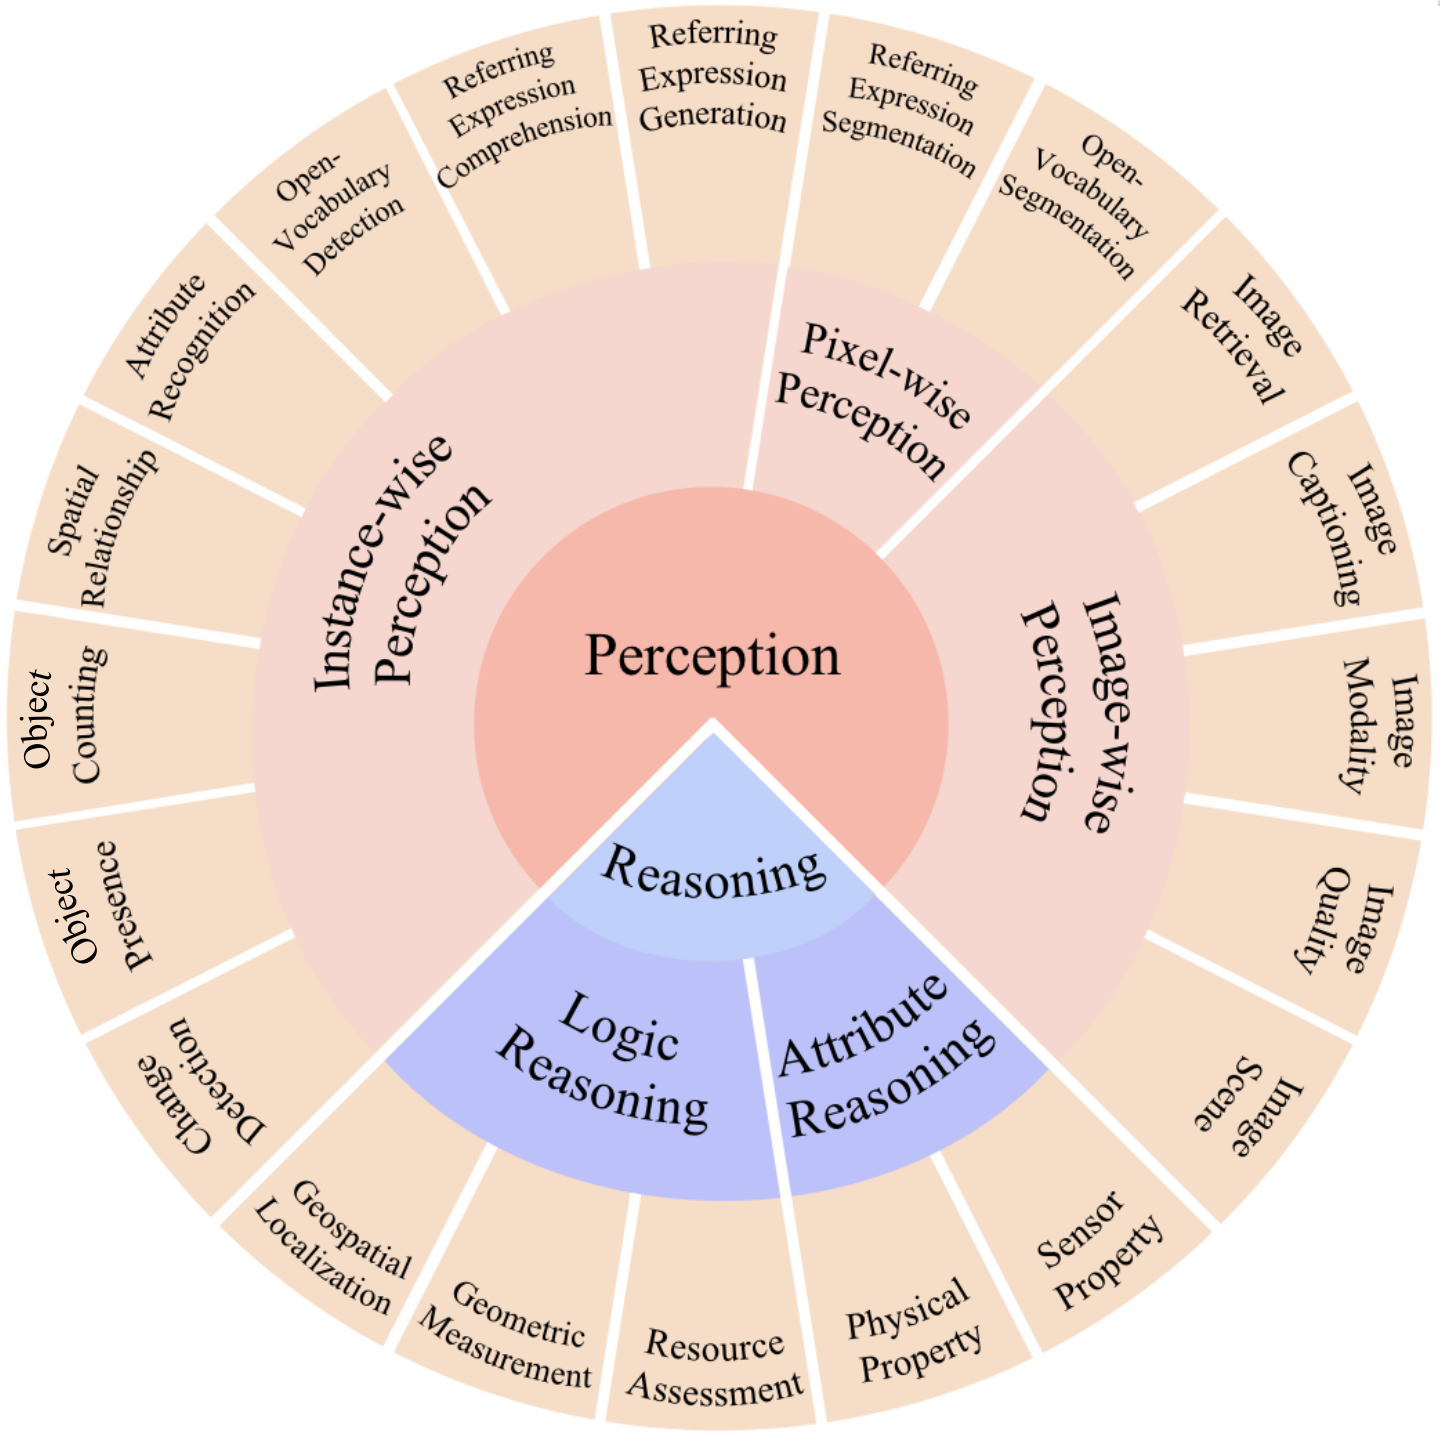 Perception
Reasoning
Instance-wise
Perception
Pixel-wise
Perception
Image-wise
Perception
Logic
Reasoning
Attribute
Reasoning
Referring
Expression
Generation
Referring
Expression
Segmentation
Open-
Vocabulary
Segmentation
Image
Retrieval
Image
Captioning
Image
Modality
Image
Quality
Image
Scene
Sensor
Property
Physical
Property
Resource
Assessment
Geometric
Measurement
Geospatial
Localization
Change
Detection
Object
Presence
Object
Counting
Spatial
Relationship
Attribute
Recognition
Open-
Vocabulary
Detection
Referring
Expression
Comprehension